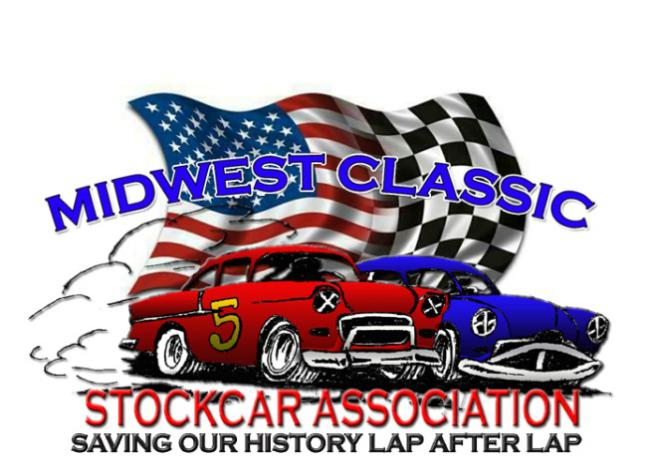 MIDWEST CLASSIC
5
STOCKCAR ASSOCIATION
SAVING OUR HISTORY LAP AFTER LAP